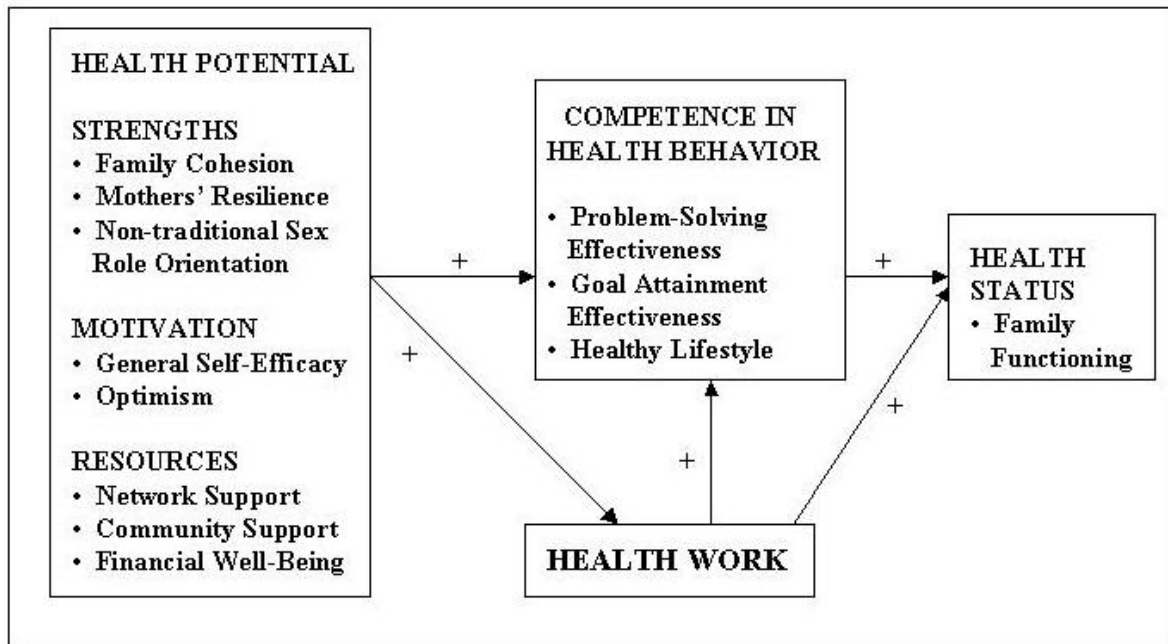 HEALTH POTENTIAL
STRENGTHS
• Family Cohesion
• Mothers' Resilience
• Non-traditional Sex
Role Orientation
MOTIVATION
• General Self-Efficacy
• Optimism
RESOURCES
• Network Support
• Community Support
• Financial Well-Being
+
+
COMPETENCE IN
HEALTH BEHAVIOR
• Problem-Solving
Effectiveness
• Goal Attainment
Effectiveness
• Healthy Lifestyle
+
HEALTH WORK
+
+
HEALTH
STATUS
• Family
Functioning